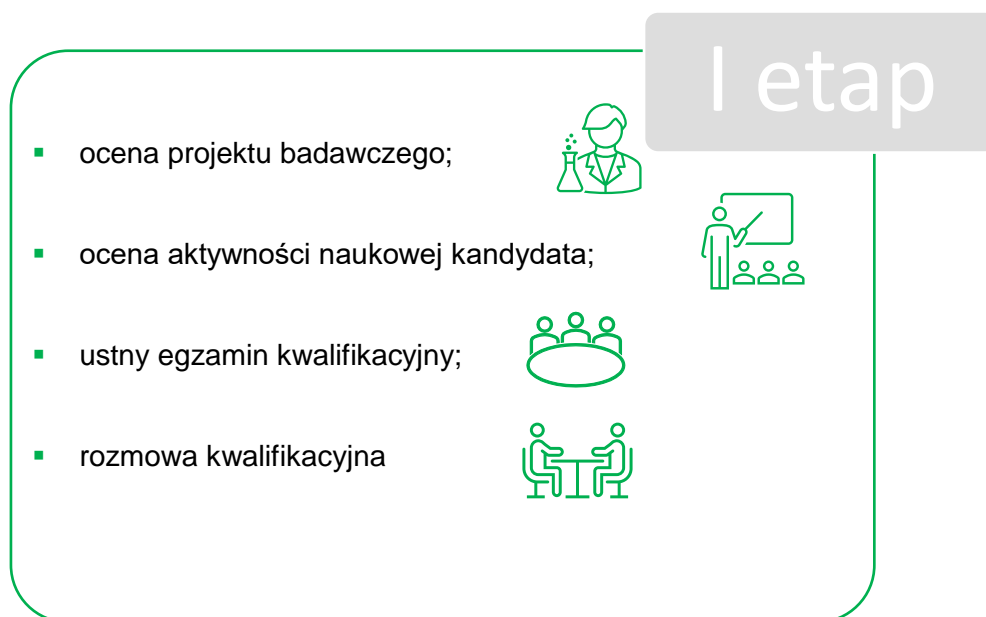 I etap
▪ ocena projektu badawczego;
▪ ocena aktywności naukowej kandydata;
▪ ustny egzamin kwalifikacyjny;
▪ rozmowa kwalifikacyjna